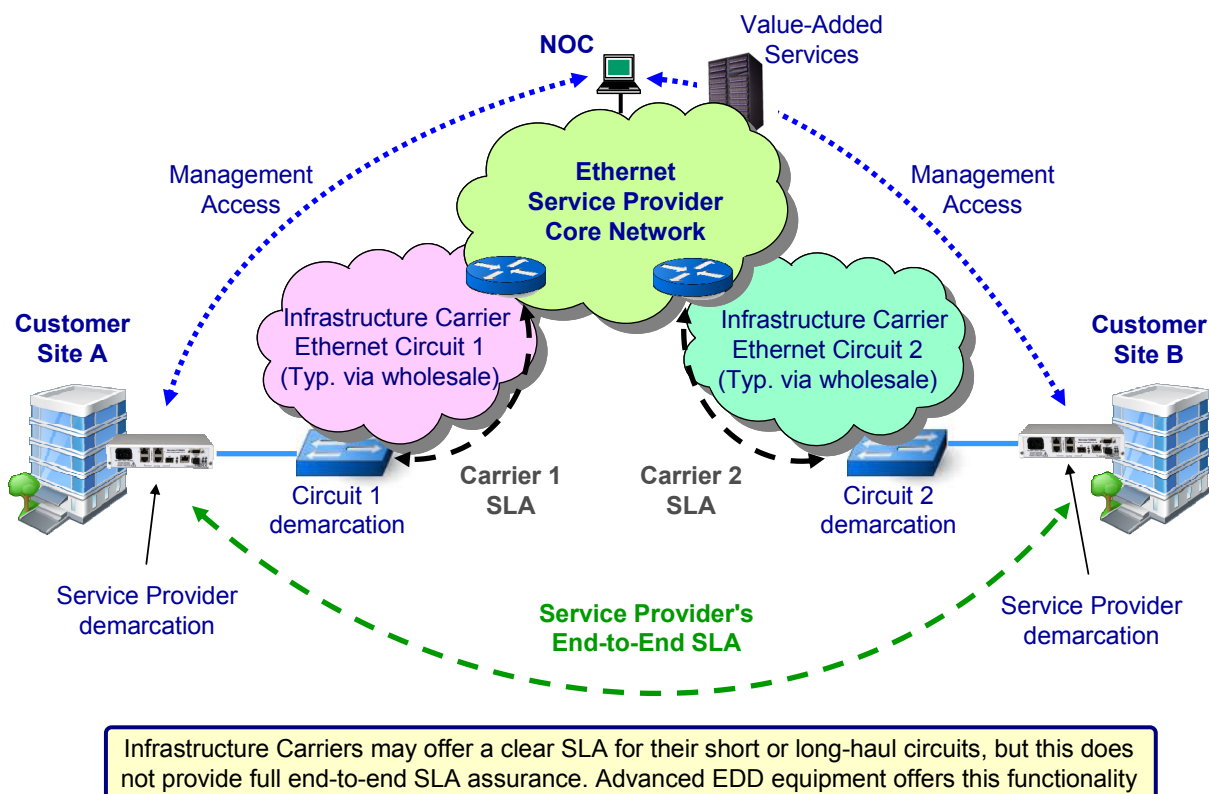 Value-Added
Services
NOC
Management
Access
Management
Access
Ethernet
Service Provider
Core Network
Infrastructure Carrier
Ethernet Circuit 1
(Typ. via wholesale)
Infrastructure Carrier
Ethernet Circuit 2
(Typ. via wholesale)
Customer
Site A
Customer
Site B
Carrier 1
SLA
Carrier 2
SLA
Circuit 1
demarcation
Circuit 2
demarcation
Service Provider
demarcation
Service Provider's
End-to-End SLA
Service Provider
demarcation
Infrastructure Carriers may offer a clear SLA for their short or long-haul circuits, but this does
not provide full end-to-end SLA assurance. Advanced EDD equipment offers this functionality